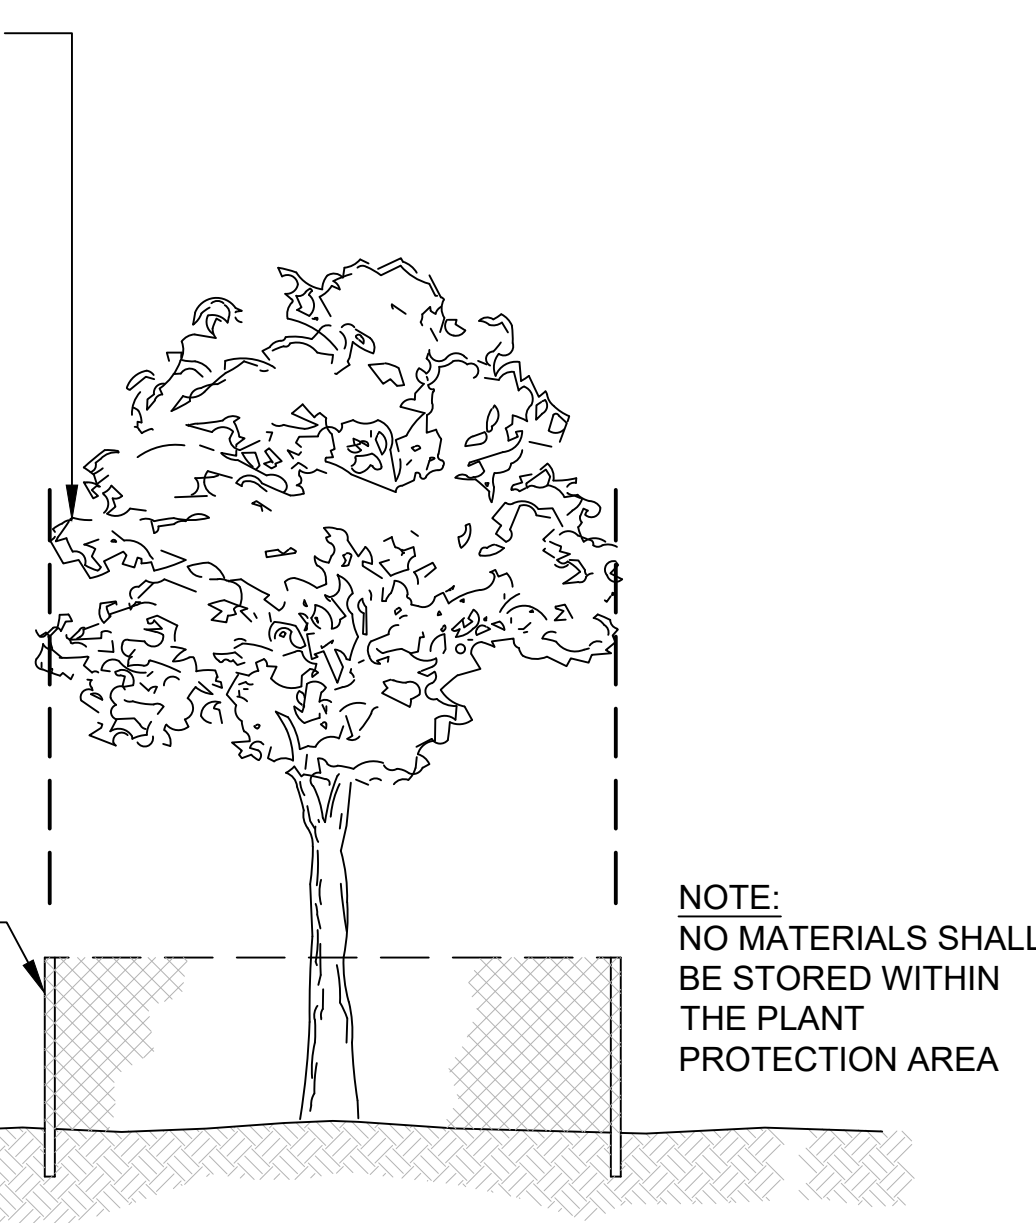 NOTE:
NO MATERIALS SHALL
BE STORED WITHIN
THE PLANT
PROTECTION AREA